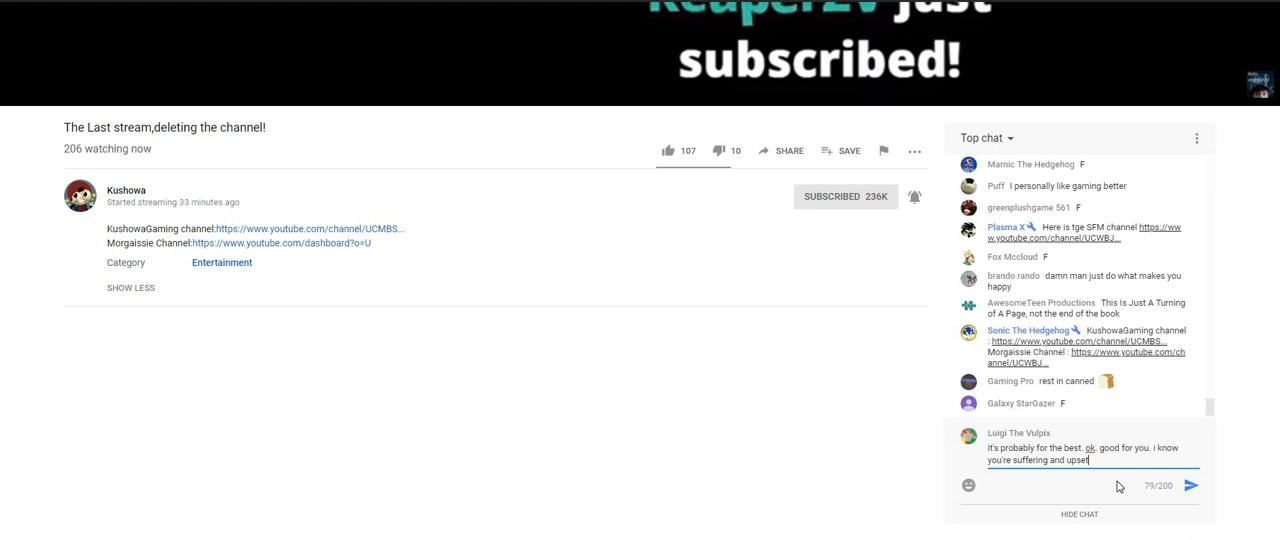 Reaper2v just
subscribed!
The Last stream,deleting the channel!
206 watching now
107
10
SHARE
SAVE
Kushowa
Started streaming 33 minutes ago
SUBSCRIBED 236K
KushowaGaming channel:https://www.youtube.com/channel/UCMBS...
Morgaissie Channel:https://www.youtube.com/dashboard?o=U
Category Entertainment
SHOW LESS
Top chat
Marnic The Hedgehog F
Puff I personally like gaming better
greenplushgame 561 F
Plasma X Here is tge SFM channel https://ww
w.youtube.com/channel/UCWBJ...
Fox Mccloud F
brando rando damn man just do what makes you
happy
AwesomeTeen Productions This Is Just A Turning
of A Page, not the end of the book
Sonic The Hedgehog KushowaGaming channel
: https://www.youtube.com/channel/UCMBS...
Morgaissie Channel : https://www.youtube.com/ch
annel/UCWBJ...
Gaming Pro rest in canned
Galaxy StarGazer F
Luigi The Vulpix
it's probably for the best. ok. good for you. i know
you're suffering and upset
79/200
HIDE CHAT